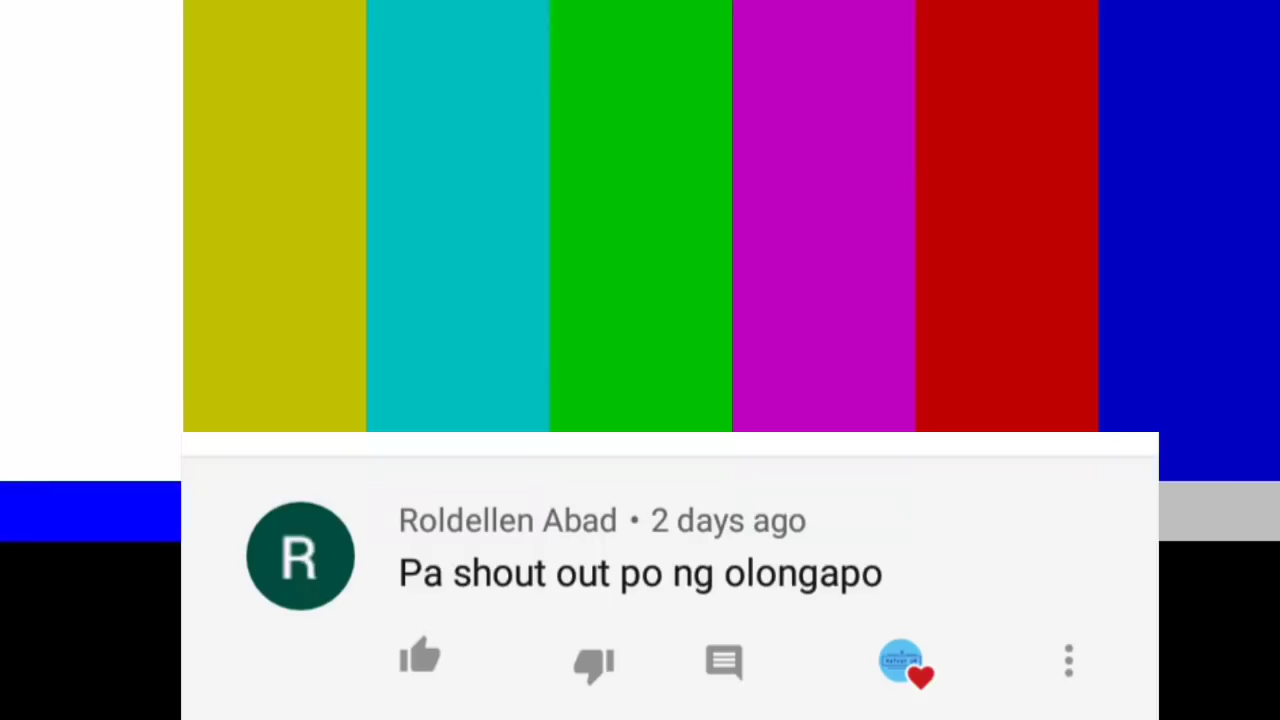 R
Roldellen Abad • 2 days ago
Pa shout out po ng olongapo